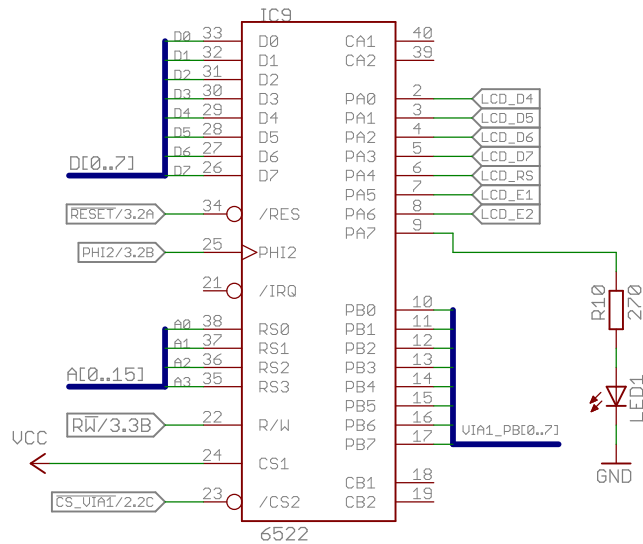 IC9
D0 33 D0 CA1 40
D1 32 D1 CA2 39
D2 31 D2
D3 30 D3 PA0 2 LCD_D4
D4 29 D4 PA1 3 LCD_D5
D5 28 D5 PA2 4 LCD_D6
D6 27 D6 PA3 5 LCD_D7
D[0..7] D7 26 D7 PA4 6 LCD_RS
PA5 7 LCD_E1
RESET/3.2A 34 /RES PA6 8 LCD_E2
PA7 9
PHI2/3.2B 25 PHI2
21 /IRQ
R10 270
PB0 10
A0 38 RS0 PB1 11
A1 37 RS1 PB2 12
A2 36 RS2 PB3 13
A[0..15] A3 35 RS3 PB4 14
PB5 15
LED1
RW/3.3B 22 R/W PB6 16
PB7 17 VIA1_PB[0..7]
VCC 24 CS1
CB1 18 GND
CS_VIA1/2.2C 23 /CS2 CB2 19
6522